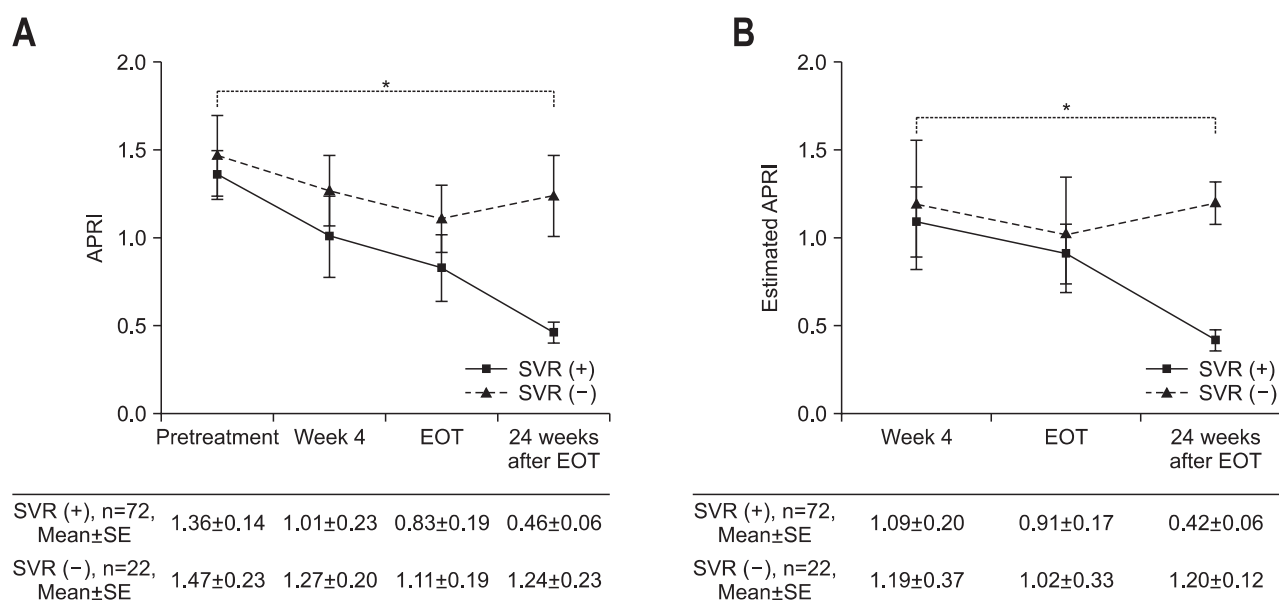 A
2.0
*
1.5
APRI
1.0
0.5
SVR (+)
SVR (−)
0.0
Pretreatment Week 4 EOT 24 weeks
after EOT
SVR (+), n=72,
Mean±SE
1.36±0.14 1.01±0.23 0.83±0.19 0.46±0.06
SVR (−), n=22,
Mean±SE
1.47±0.23 1.27±0.20 1.11±0.19 1.24±0.23
B
2.0
*
1.5
Estimated APRI
1.0
0.5
SVR (+)
SVR (−)
0.0
Week 4 EOT 24 weeks
after EOT
SVR (+), n=72,
Mean±SE
1.09±0.20 0.91±0.17 0.42±0.06
SVR (−), n=22,
Mean±SE
1.19±0.37 1.02±0.33 1.20±0.12